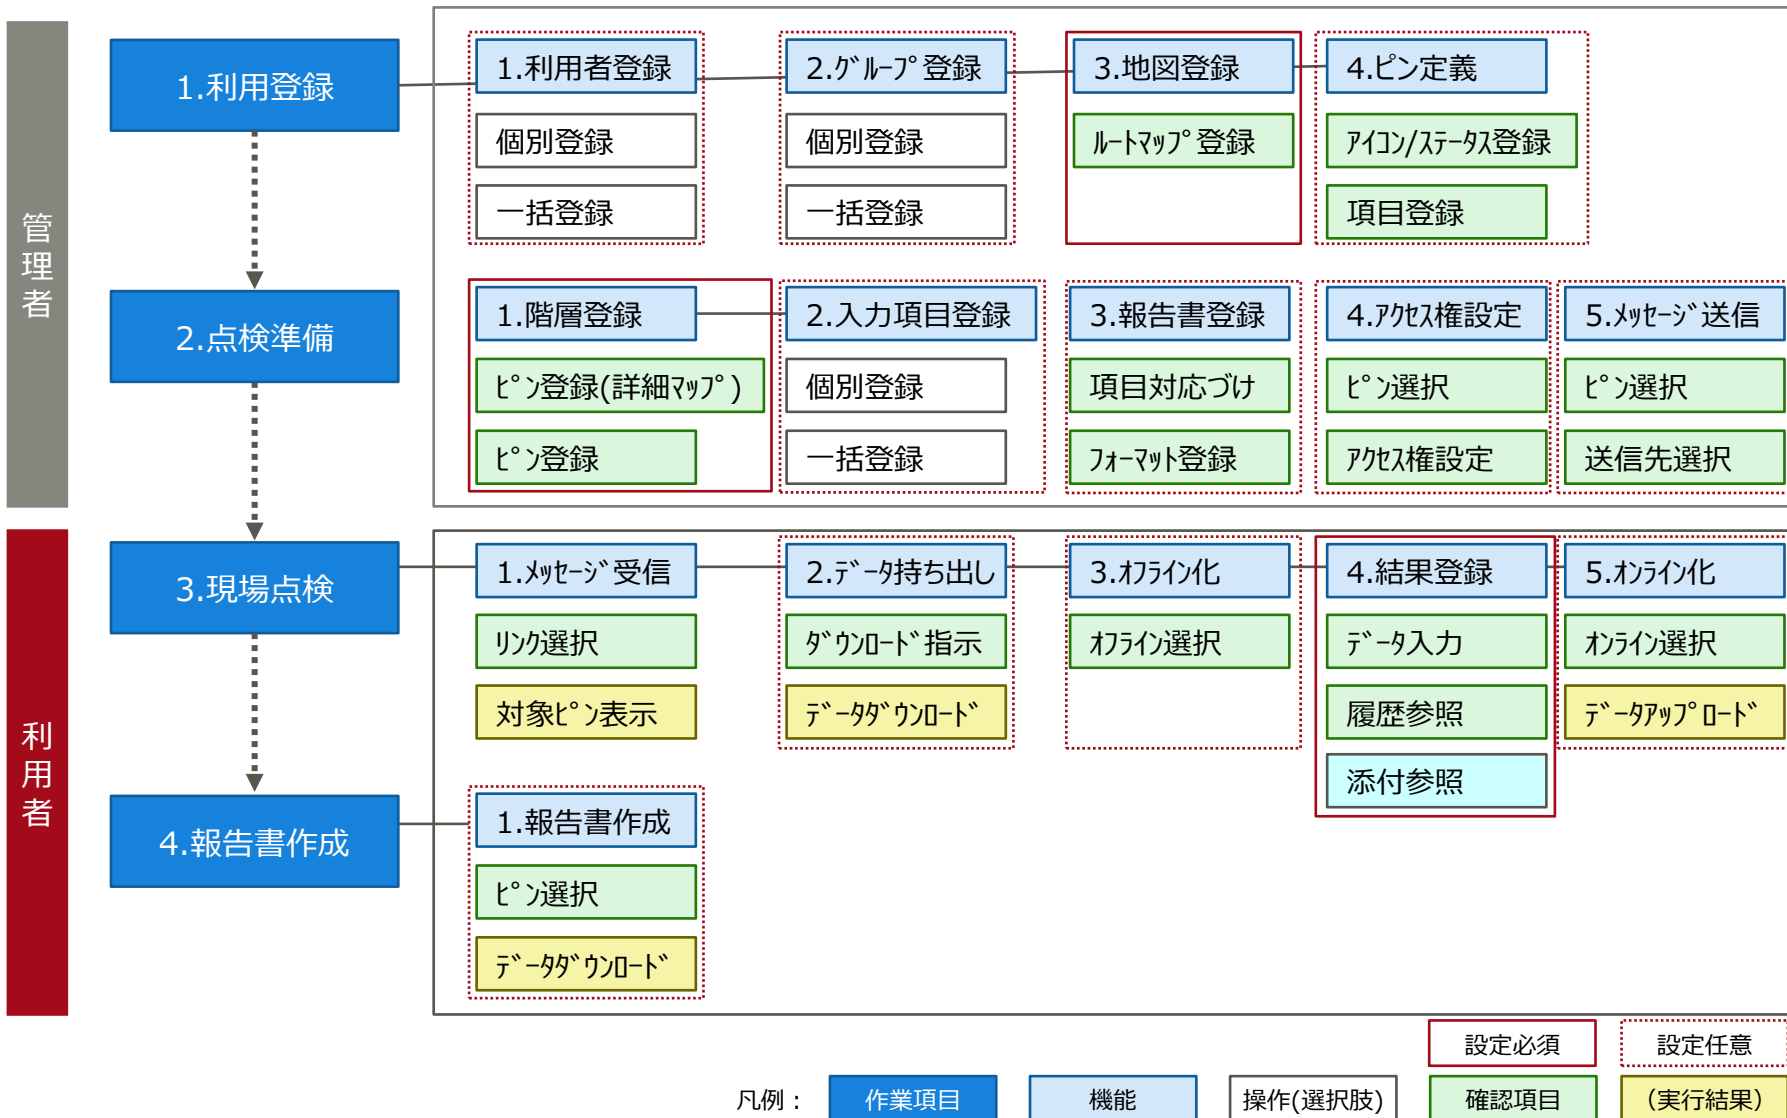 管理者
1.利用登録
1.利用者登録
個別登録
一括登録
2.ｸﾞﾙｰﾌﾟ登録
個別登録
一括登録
3.地図登録
ﾙｰﾄﾏｯﾌﾟ登録
4.ピン定義
ｱｲｺﾝ/ｽﾃｰﾀｽ登録
項目登録
2.点検準備
1.階層登録
ﾋﾟﾝ登録(詳細ﾏｯﾌﾟ)
ﾋﾟﾝ登録
2.入力項目登録
個別登録
一括登録
3.報告書登録
項目対応づけ
ﾌｫｰﾏｯﾄ登録
4.ｱｸｾｽ権設定
ﾋﾟﾝ選択
ｱｸｾｽ権設定
5.ﾒｯｾｰｼﾞ送信
ﾋﾟﾝ選択
送信先選択
利用者
3.現場点検
1.ﾒｯｾｰｼﾞ受信
ﾘﾝｸ選択
対象ﾋﾟﾝ表示
2.ﾃﾞｰﾀ持ち出し
ﾀﾞｳﾝﾛｰﾄﾞ指示
ﾃﾞｰﾀﾀﾞｳﾝﾛｰﾄﾞ
3.ｵﾌﾗｲﾝ化
ｵﾌﾗｲﾝ選択
4.結果登録
ﾃﾞｰﾀ入力
履歴参照
添付参照
5.ｵﾝﾗｲﾝ化
ｵﾝﾗｲﾝ選択
ﾃﾞｰﾀｱｯﾌﾟﾛｰﾄﾞ
4.報告書作成
1.報告書作成
ﾋﾟﾝ選択
ﾃﾞｰﾀﾀﾞｳﾝﾛｰﾄﾞ
設定必須
設定任意
凡例：
作業項目
機能
操作(選択肢)
確認項目
（実行結果）